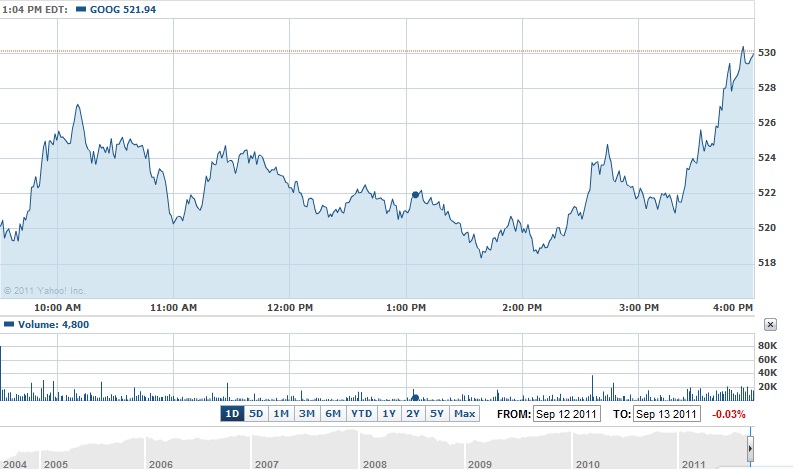 1:04 PM EDT: GOOG 521.94
530
528
526
524
522
520
518
© 2011 Yahoo! Inc.
10:00 AM 11:00 AM 12:00 PM 1:00 PM 2:00 PM 3:00 PM 4:00 PM
Volume: 4,800 x
80K
60K
40K
20K
1D 5D 1M 3M 6M YTD 1Y 2Y 5Y Max FROM: Sep 12 2011 TO: Sep 13 2011 -0.03%
2004 2005 2006 2007 2008 2009 2010 2011